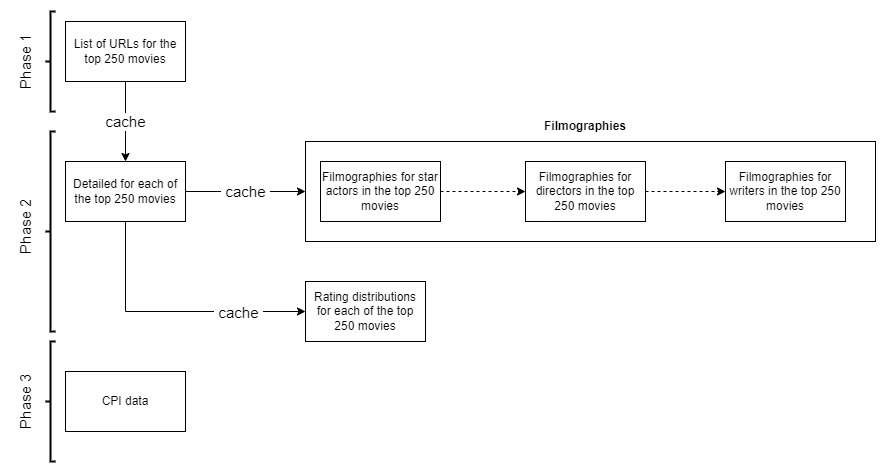 Phase 1
List of URLs for the
top 250 movies
cache
Filmographies
Phase 2
Detailed for each of
the top 250 movies
cache
Filmographies for star
actors in the top 250
movies
Filmographies for
directors in the top
250 movies
Filmographies for
writers in the top 250
movies
cache
Rating distributions
for each of the top
250 movies
Phase 3
CPI data